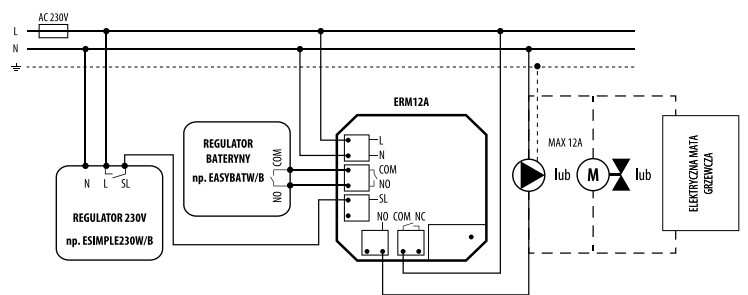 AC 230V
L
N
ERM12A
REGULATOR
BATERYJNY
np. EASYBATW/B
COM
NO
L
N
COM
NO
SL
NO COM NC
N L SL
REGULATOR 230V
np. ESIMPLE230W/B
MAX 12A
lub
M
lub
ELEKTRYCZNA MATA
GRZEWCZA